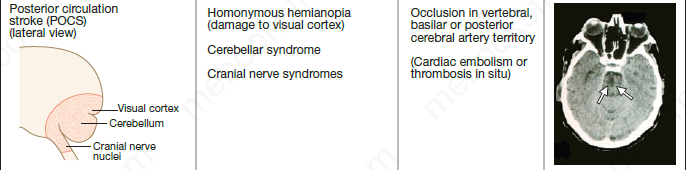 Posterior circulation
stroke (POCS)
(lateral view)
Visual cortex
Cerebellum
Cranial nerve
nuclei
Homonymous hemianopia
(damage to visual cortex)
Cerebellar syndrome
Cranial nerve syndromes
Occlusion in vertebral,
basilar or posterior
cerebral artery territory
(Cardiac embolism or
thrombosis in situ)